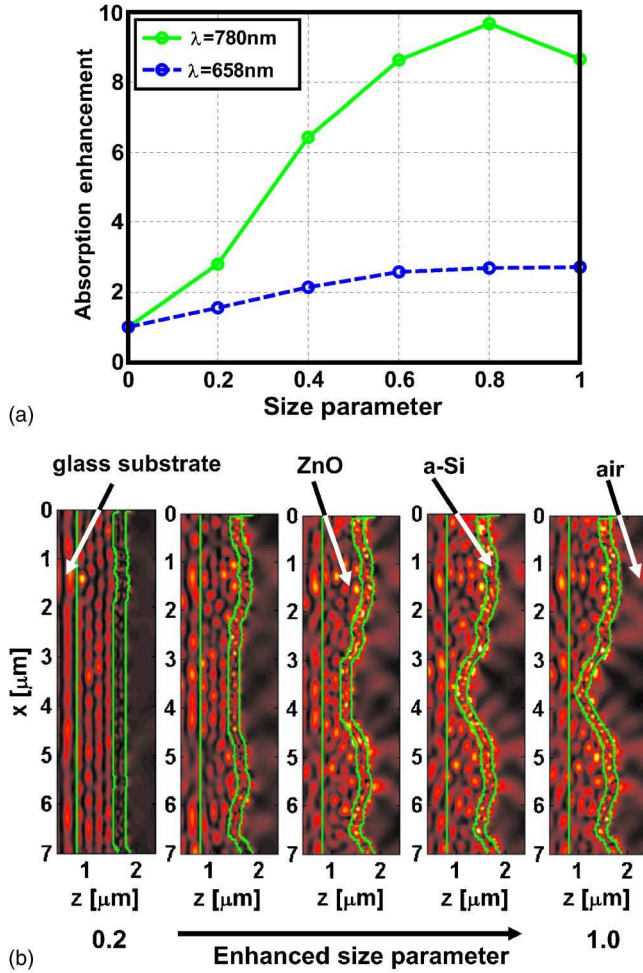 10
8
6
4
2
0
Absorption enhancement
λ=780nm
λ=658nm
0 0.2 0.4 0.6 0.8 1
Size parameter
(a)
glass substrate ZnO a-Si air
0 0 0 0 0
1 1 1 1 1
2 2 2 2 2
3 3 3 3 3
4 4 4 4 4
5 5 5 5 5
6 6 6 6 6
7 7 7 7 7
x [μm]
1 2 1 2 1 2 1 2 1 2
z [μm] z [μm] z [μm] z [μm] z [μm]
0.2 1.0
Enhanced size parameter
(b)